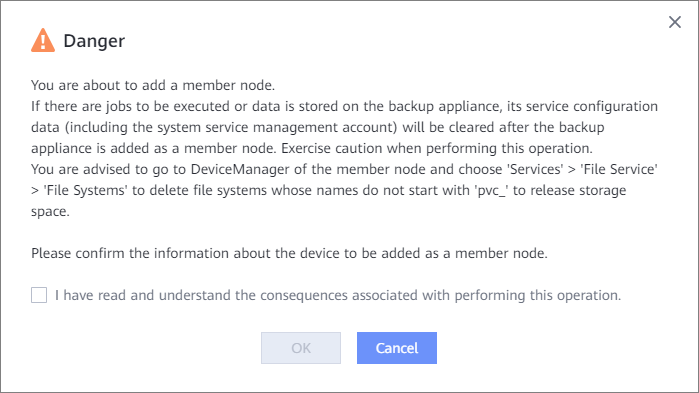 Danger
You are about to add a member node.
If there are jobs to be executed or data is stored on the backup appliance, its service configuration
data (including the system service management account) will be cleared after the backup
appliance is added as a member node. Exercise caution when performing this operation.
You are advised to go to DeviceManager of the member node and choose 'Services' > 'File Service'
> 'File Systems' to delete file systems whose names do not start with 'pvc_' to release storage
space.
Please confirm the information about the device to be added as a member node.
I have read and understand the consequences associated with performing this operation.
OK
Cancel